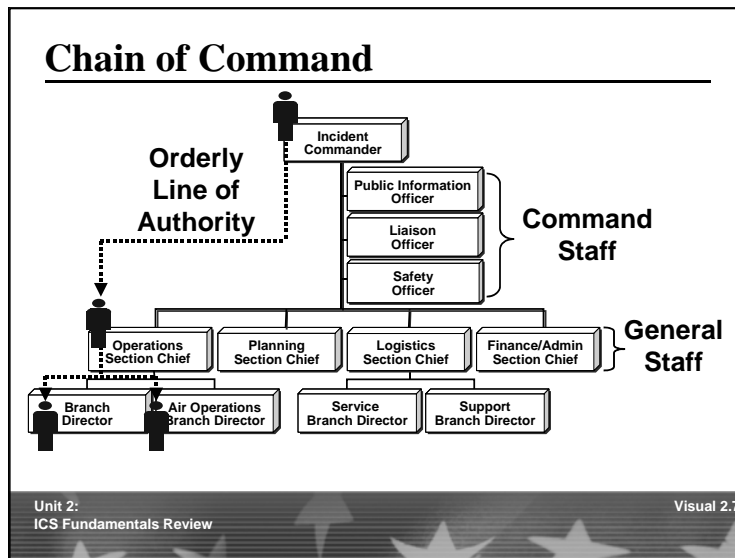 Chain of Command
Incident
Commander
Orderly
Line of
Authority
Public Information
Officer
Liaison
Officer
Safety
Officer
Command
Staff
Operations
Section Chief
Planning
Section Chief
Logistics
Section Chief
Finance/Admin
Section Chief
General
Staff
Branch
Director
Air Operations
Branch Director
Service
Branch Director
Support
Branch Director
Unit 2:
ICS Fundamentals Review
Visual 2.7